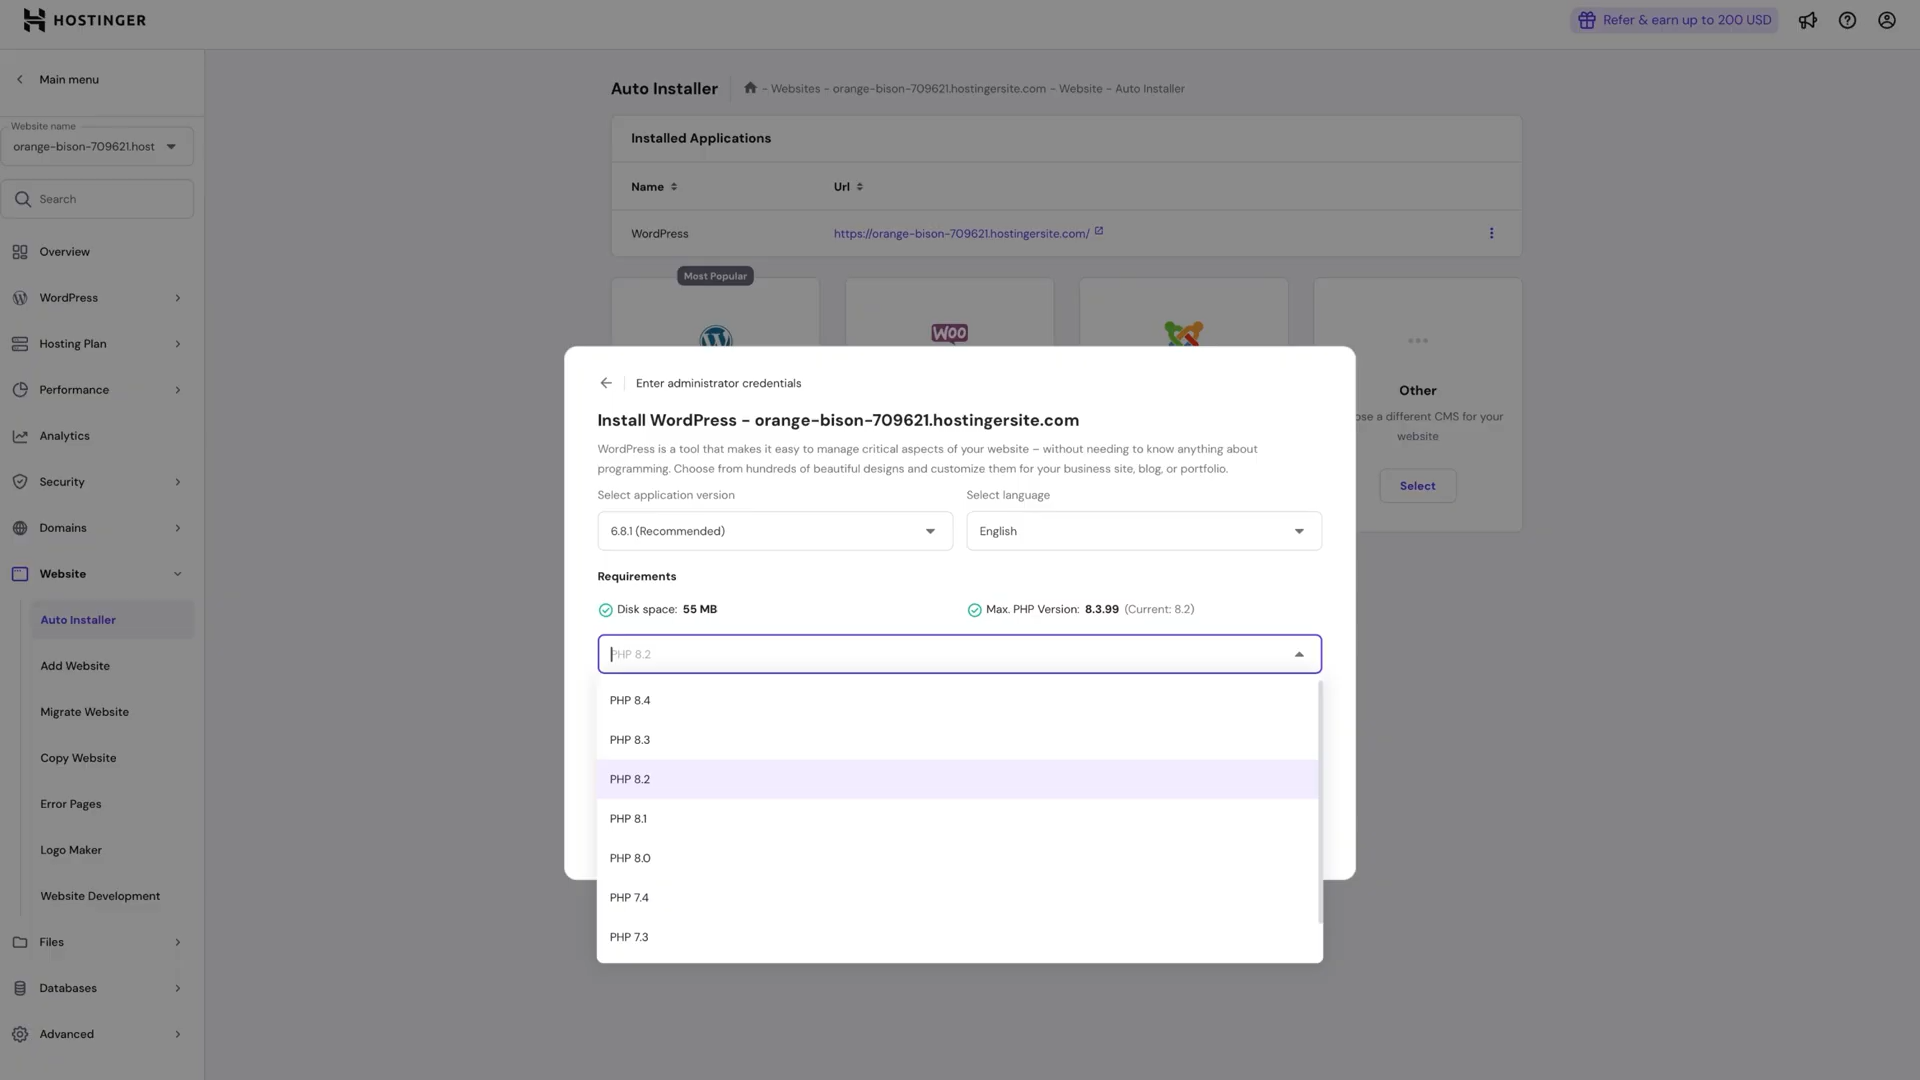 HOSTINGER
Refer & earn up to 200 USD
Main menu
Website name
orange-bison-709621.host
Search
Overview
WordPress
Hosting Plan
Performance
Analytics
Security
Domains
Website
Auto Installer
Add Website
Migrate Website
Copy Website
Error Pages
Logo Maker
Website Development
Files
Databases
Advanced
Auto Installer
- Websites - orange-bison-709621.hostingersite.com - Website - Auto Installer
Installed Applications
Name
Url
WordPress
https://orange-bison-709621.hostingersite.com/
Most Popular
WOO
Other
ose a different CMS for your
website
Select
Enter administrator credentials
Install WordPress - orange-bison-709621.hostingersite.com
WordPress is a tool that makes it easy to manage critical aspects of your website – without needing to know anything about
programming. Choose from hundreds of beautiful designs and customize them for your business site, blog, or portfolio.
Select application version
Select language
6.8.1 (Recommended)
English
Requirements
Disk space: 55 MB
Max. PHP Version: 8.3.99 (Current: 8.2)
PHP 8.2
PHP 8.4
PHP 8.3
PHP 8.2
PHP 8.1
PHP 8.0
PHP 7.4
PHP 7.3